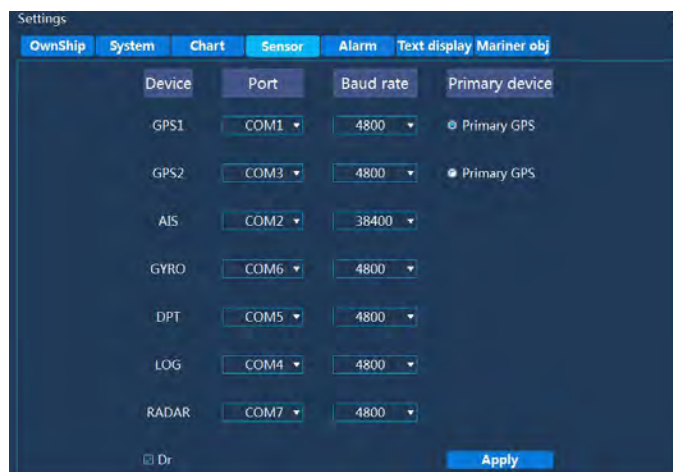 Settings
OwnShip System Chart Sensor Alarm Text display Mariner obj
Device Port Baud rate Primary device
GPS1 COM1 4800 Primary GPS
GPS2 COM3 4800 Primary GPS
AIS COM2 38400
GYRO COM6 4800
DPT COM5 4800
LOG COM4 4800
RADAR COM7 4800
Dr Apply